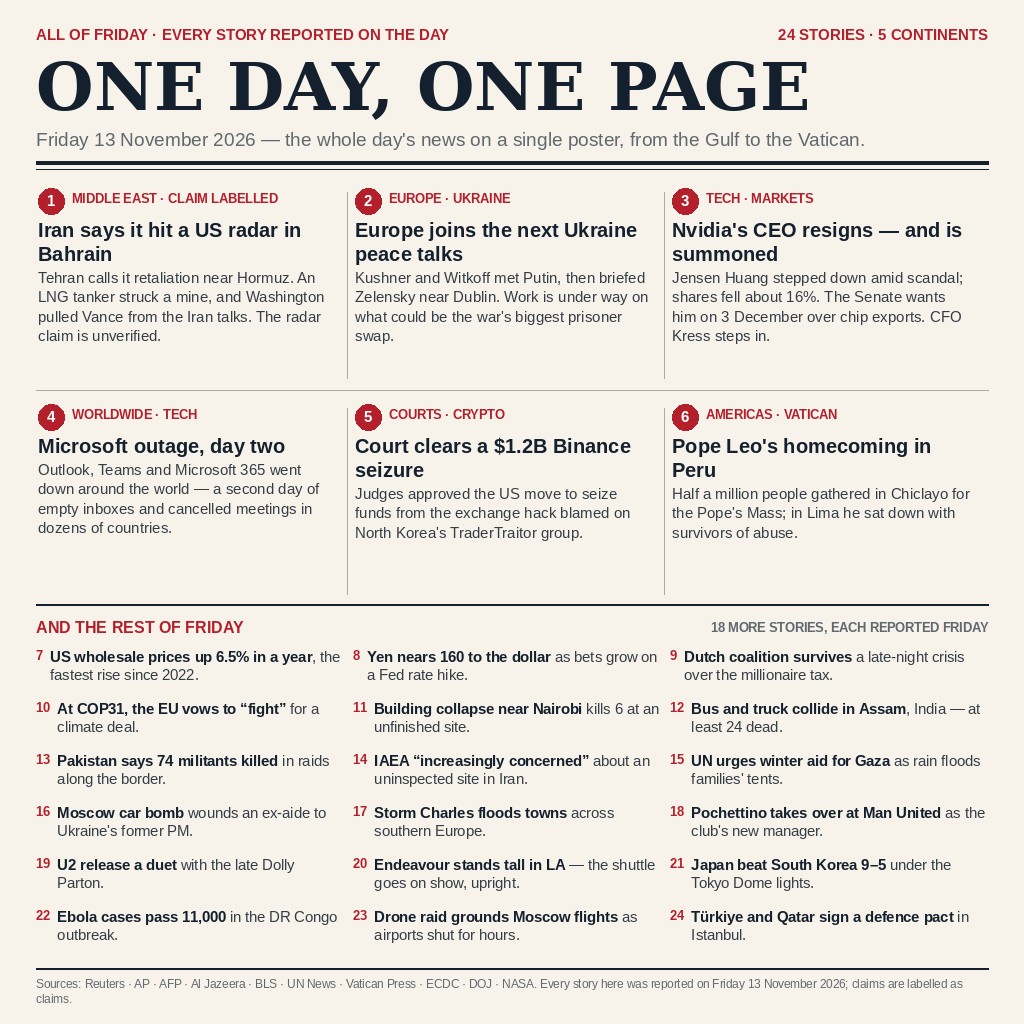 ALL OF FRIDAY · EVERY STORY REPORTED ON THE DAY
24 STORIES · 5 CONTINENTS
ONE DAY, ONE PAGE
Friday 13 November 2026 — the whole day's news on a single poster, from the Gulf to the Vatican.
1 MIDDLE EAST · CLAIM LABELLED
Iran says it hit a US radar in
Bahrain
Tehran calls it retaliation near Hormuz. An
LNG tanker struck a mine, and Washington
pulled Vance from the Iran talks. The radar
claim is unverified.
2 EUROPE · UKRAINE
Europe joins the next Ukraine
peace talks
Kushner and Witkoff met Putin, then briefed
Zelensky near Dublin. Work is under way on
what could be the war's biggest prisoner
swap.
3 TECH · MARKETS
Nvidia's CEO resigns — and is
summoned
Jensen Huang stepped down amid scandal;
shares fell about 16%. The Senate wants
him on 3 December over chip exports. CFO
Kress steps in.
4 WORLDWIDE · TECH
Microsoft outage, day two
Outlook, Teams and Microsoft 365 went
down around the world — a second day of
empty inboxes and cancelled meetings in
dozens of countries.
5 COURTS · CRYPTO
Court clears a $1.2B Binance
seizure
Judges approved the US move to seize
funds from the exchange hack blamed on
North Korea's TraderTraitor group.
6 AMERICAS · VATICAN
Pope Leo's homecoming in
Peru
Half a million people gathered in Chiclayo for
the Pope's Mass; in Lima he sat down with
survivors of abuse.
AND THE REST OF FRIDAY
18 MORE STORIES, EACH REPORTED FRIDAY
7 US wholesale prices up 6.5% in a year, the
fastest rise since 2022.
8 Yen nears 160 to the dollar as bets grow on
a Fed rate hike.
9 Dutch coalition survives a late-night crisis
over the millionaire tax.
10 At COP31, the EU vows to “fight” for a
climate deal.
11 Building collapse near Nairobi kills 6 at an
unfinished site.
12 Bus and truck collide in Assam, India — at
least 24 dead.
13 Pakistan says 74 militants killed in raids
along the border.
14 IAEA “increasingly concerned” about an
uninspected site in Iran.
15 UN urges winter aid for Gaza as rain floods
families' tents.
16 Moscow car bomb wounds an ex-aide to
Ukraine's former PM.
17 Storm Charles floods towns across
southern Europe.
18 Pochettino takes over at Man United as the
club's new manager.
19 U2 release a duet with the late Dolly
Parton.
20 Endeavour stands tall in LA — the shuttle
goes on show, upright.
21 Japan beat South Korea 9–5 under the
Tokyo Dome lights.
22 Ebola cases pass 11,000 in the DR Congo
outbreak.
23 Drone raid grounds Moscow flights as
airports shut for hours.
24 Türkiye and Qatar sign a defence pact in
Istanbul.
Sources: Reuters · AP · AFP · Al Jazeera · BLS · UN News · Vatican Press · ECDC · DOJ · NASA. Every story here was reported on Friday 13 November 2026; claims are labelled as
claims.